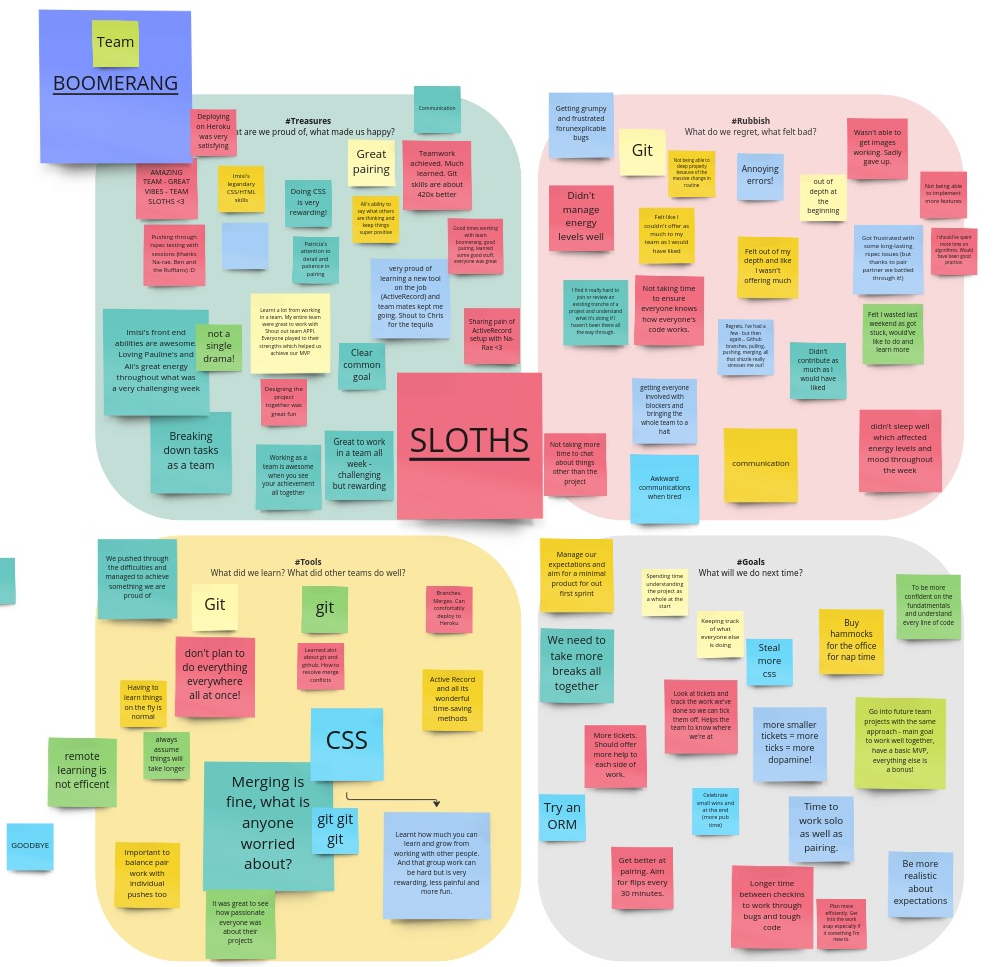 Team
BOOMERANG
#Treasures
at are we proud of, what made us happy?
Communication
Deploying
on Heroku
was very
satisfying
AMAZING
TEAM - GREAT
VIBES - TEAM
SLOTHS <3
Imisi's
legendary
CSS/HTML
skills
Doing CSS
is very
rewarding!
Great
pairing
Teamwork
achieved. Much
learned. Git
skills are about
420x better
Ali's ability to
say what others
are thinking and
keep things
super positive
Pushing through
rspec testing with
sessions (thanks
Na-rae, Ben and
the Ruffians) :D
Patricia's
attention to
detail and
patience in
pairing
Good times working
with team
boomerang, good
pairing, learned
some good stuff,
everyone was great
very proud of
learning a new tool
on the job
(ActiveRecord) and
team mates kept me
going. Shout to Chris
for the tequila
Imisi's front end
abilities are awesome.
Loving Pauline's and
Ali's great energy
throughout what was
a very challenging week
not a
single
drama!
Learnt a lot from working
in a team. My entire team
were great to work with
Shout out team APPL
Everyone played to their
strengths which helped us
achieve our MVP
Clear
common
goal
Sharing pain of
ActiveRecord
setup with Na-
Rae <3
Designing the
project
together was
great fun
Breaking
down tasks
as a team
Working as a
team is awesome
when you see
your achievement
all together
Great to work
in a team all
week -
challenging
but rewarding
SLOTHS
#Rubbish
What do we regret, what felt bad?
Getting grumpy
and frustrated
forunexplicable
bugs
Git
Not being able to
sleep properly
because of the
massive change in
routine
Annoying
errors!
out of
depth at
the
beginning
Wasn't able to
get images
working. Sadly
gave up.
Not being able
to implement
more features
Didn't
manage
energy
levels well
Felt like I
couldn't offer as
much to my
team as I would
have liked
Felt out of my
depth and like
I wasn't
offering much
Got frustrated with
some long-lasting
rspec issues (but
thanks to pair
partner we battled
through it!)
I should've spent
more time on
algorithms. Would
have been good
practice.
I find it really hard to
join or review an
existing tranche of a
project and understand
what it's doing if I
haven't been there all
the way through.
Not taking time
to ensure
everyone knows
how everyone's
code works.
Regrets, I've had a
few - but then
again... Github
branches, pulling,
pushing, merging, all
that shizzle really
stresses me out!
Felt I wasted last
weekend as got
stuck, would've
like to do and
learn more
Didn't
contribute as
much as I
would have
liked
getting everyone
involved with
blockers and
bringing the
whole team to a
halt
Not taking more
time to chat
about things
other than the
project
Awkward
communications
when tired
communication
didn't sleep well
which affected
energy levels and
mood throughout
the week
#Tools
What did we learn? What did other teams do well?
We pushed through
the difficulties and
managed to achieve
something we are
proud of
Git
git
Branches.
Merges. Can
comfortably
deploy to
Heroku
don't plan to
do everything
everywhere
all at once!
Learned alot
about git and
github. How to
resolve merge
conflicts
Having to
learn things
on the fly is
normal
Active Record
and all its
wonderful
time-saving
methods
always
assume
things will
take longer
CSS
remote
learning is
not efficent
Merging is
fine, what is
anyone
worried
about?
git git
git
GOODBYE
Important to
balance pair
work with
individual
pushes too
Learnt how much you can
learn and grow from
working with other people.
And that group work can
be hard but is very
rewarding, less painful and
more fun.
It was great to
see how
passionate
everyone was
about their
projects
#Goals
What will we do next time?
Manage our
expectations and
aim for a minimal
product for out
first sprint
Spending time
understanding
the project as
a whole at the
start
To be more
confident on the
fundatmentals
and understand
every line of code
Keeping track
of what
everyone else
is doing
Buy
hammocks
for the office
for nap time
We need to
take more
breaks all
together
Steal
more
css
Look at tickets and
track the work we've
done so we can tick
them off. Helps the
team to know where
we're at
more smaller
tickets = more
ticks = more
dopamine!
Go into future team
projects with the same
approach - main goal
to work well together,
have a basic MVP,
everything else is
a bonus!
More tickets.
Should offer
more help to
each side of
work.
Try an
ORM
Celebrate
small wins and
at the end
(more pub
time)
Time to
work solo
as well as
pairing.
Get better at
pairing. Aim
for flips every
30 minutes.
Longer time
between checkins
to work through
bugs and tough
code
Plan more
efficiently. Get
into the work
asap especially if
it something I'm
new to.
Be more
realistic
about
expectations